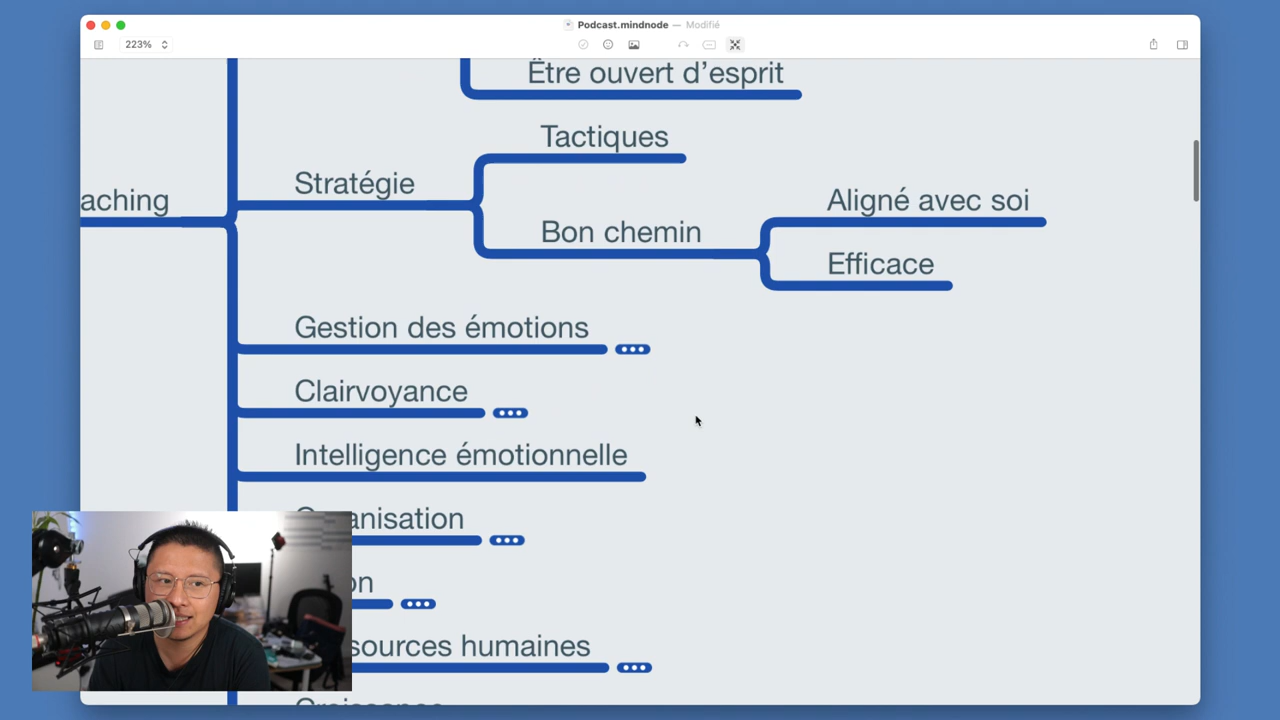 Podcast.mindnode — Modifié
223%
Être ouvert d'esprit
Tactiques
Stratégie
aching
Aligné avec soi
Bon chemin
Efficace
Gestion des émotions
Clairvoyance
Intelligence émotionnelle
anisation
on
sources humaines